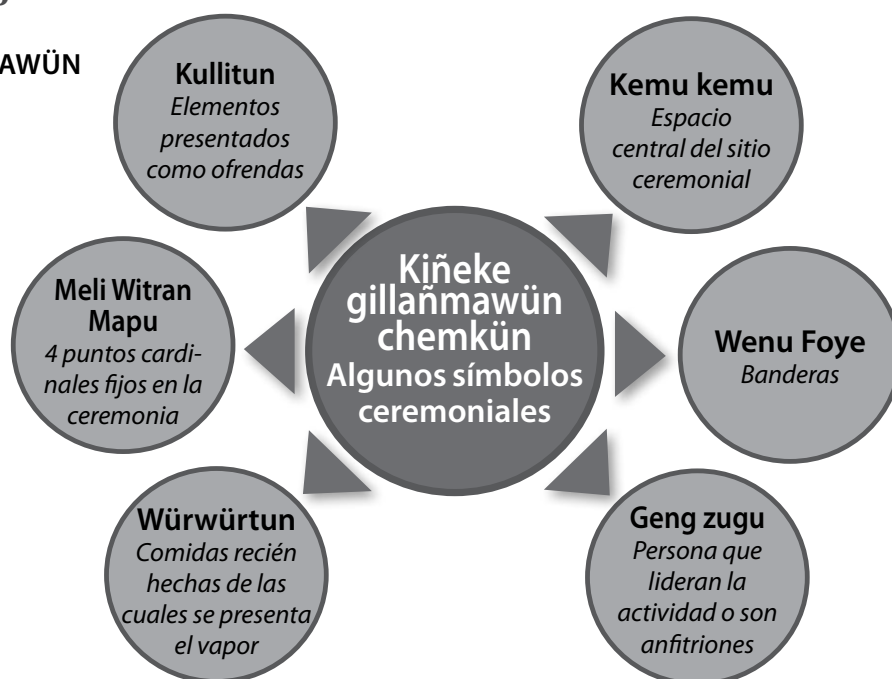 AWÜN
Kullitun
Elementos
presentados
como ofrendas
Kemu kemu
Espacio
central del sitio
ceremonial
Meli Witran
Mapu
4 puntos cardi-
nales fijos en la
ceremonia
Kiñeke
gillañmawün
chemkün
Algunos símbolos
ceremoniales
Wenu Foye
Banderas
Würwürtun
Comidas recién
hechas de las
cuales se presenta
el vapor
Geng zugu
Persona que
lideran la
actividad o son
anfitriones